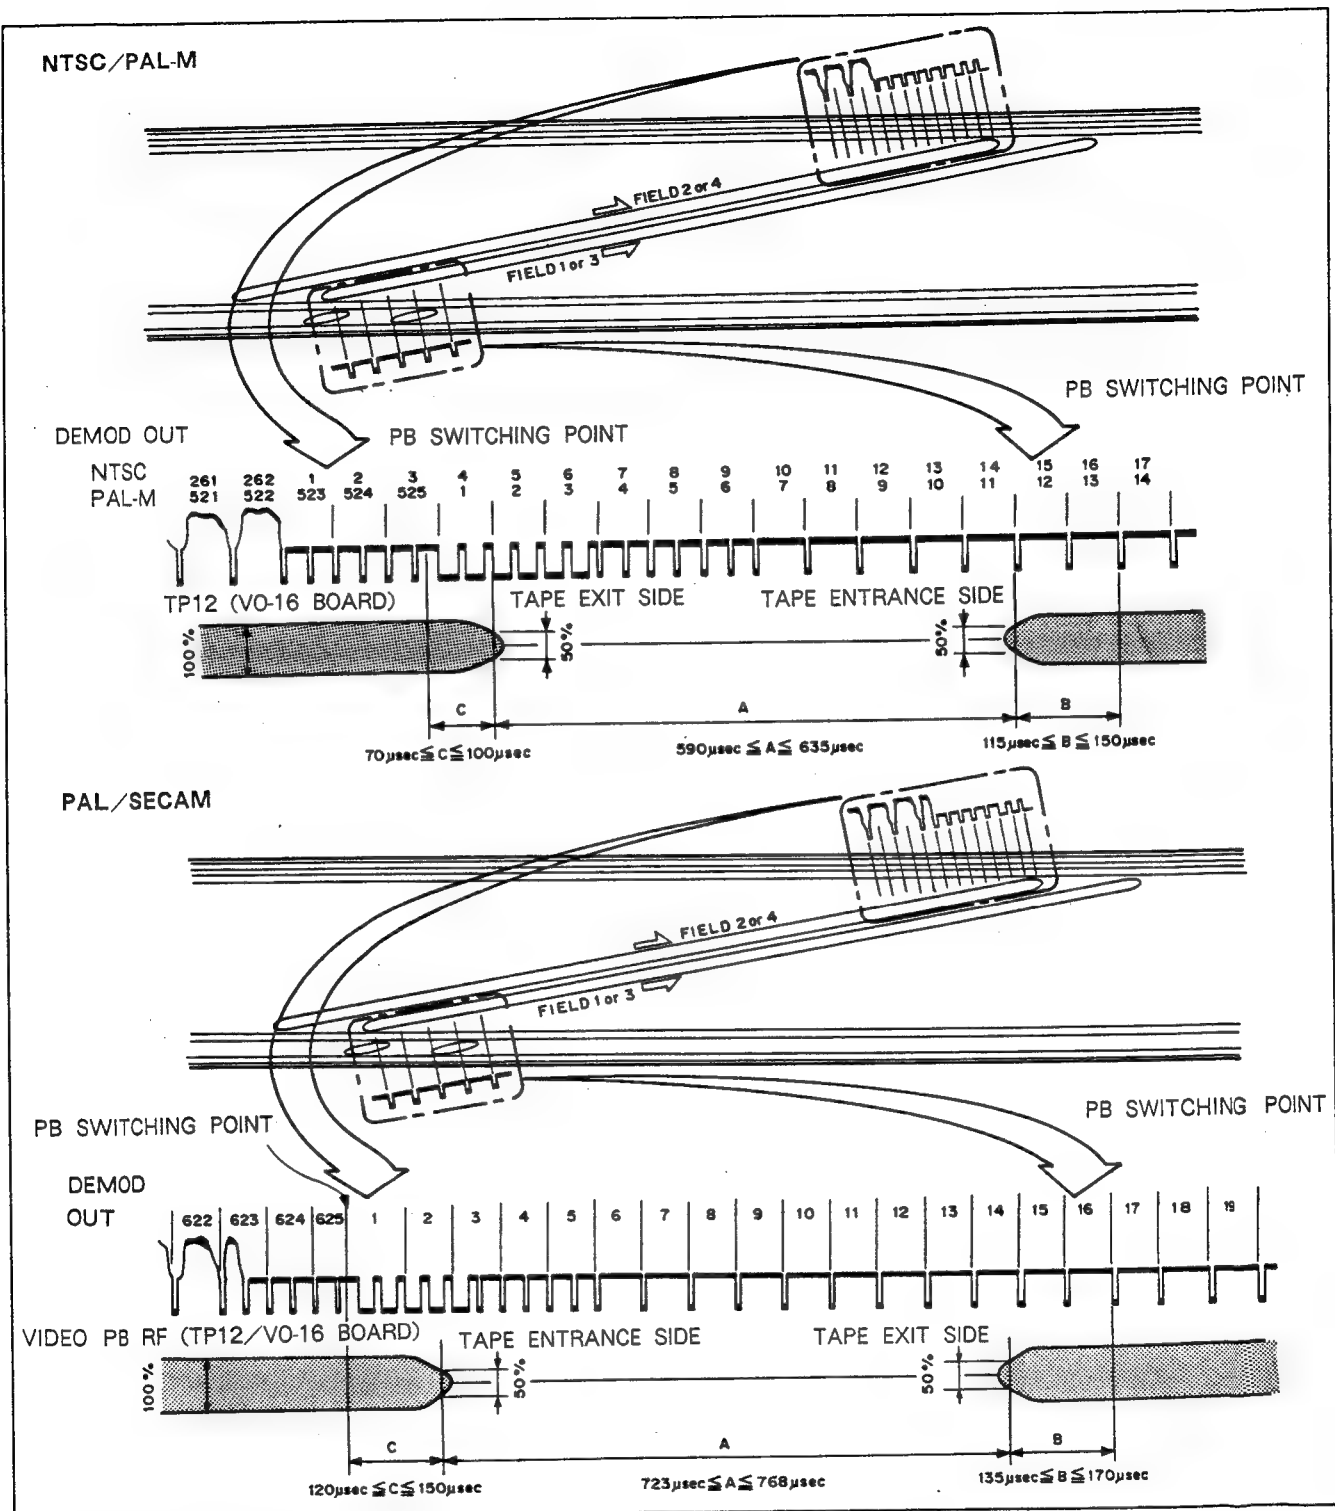 NTSC/PAL-M
FIELD 2 or 4
FIELD 1 or 3
PB SWITCHING POINT
DEMOD OUT
PB SWITCHING POINT
NTSC 261 262 1 2 3 4 5 6 7 8 9 10 11 12 13 14 15 16 17
PAL-M 521 522 523 524 525 1 2 3 4 5 6 7 8 9 10 11 12 13 14
TP12 (VO-16 BOARD) TAPE EXIT SIDE TAPE ENTRANCE SIDE
100% 50% 50%
C A B
70μsec≦C≦100μsec 590μsec≦A≦635μsec 115μsec≦B≦150μsec
PAL/SECAM
FIELD 2 or 4
FIELD 1 or 3
PB SWITCHING POINT
PB SWITCHING POINT
DEMOD
OUT 622 623 624 625 1 2 3 4 5 6 7 8 9 10 11 12 13 14 15 16 17 18 19
VIDEO PB RF (TP12/VO-16 BOARD) TAPE ENTRANCE SIDE TAPE EXIT SIDE
100% 50% 50%
C A B
120μsec≦C≦150μsec 723μsec≦A≦768μsec 135μsec≦B≦170μsec